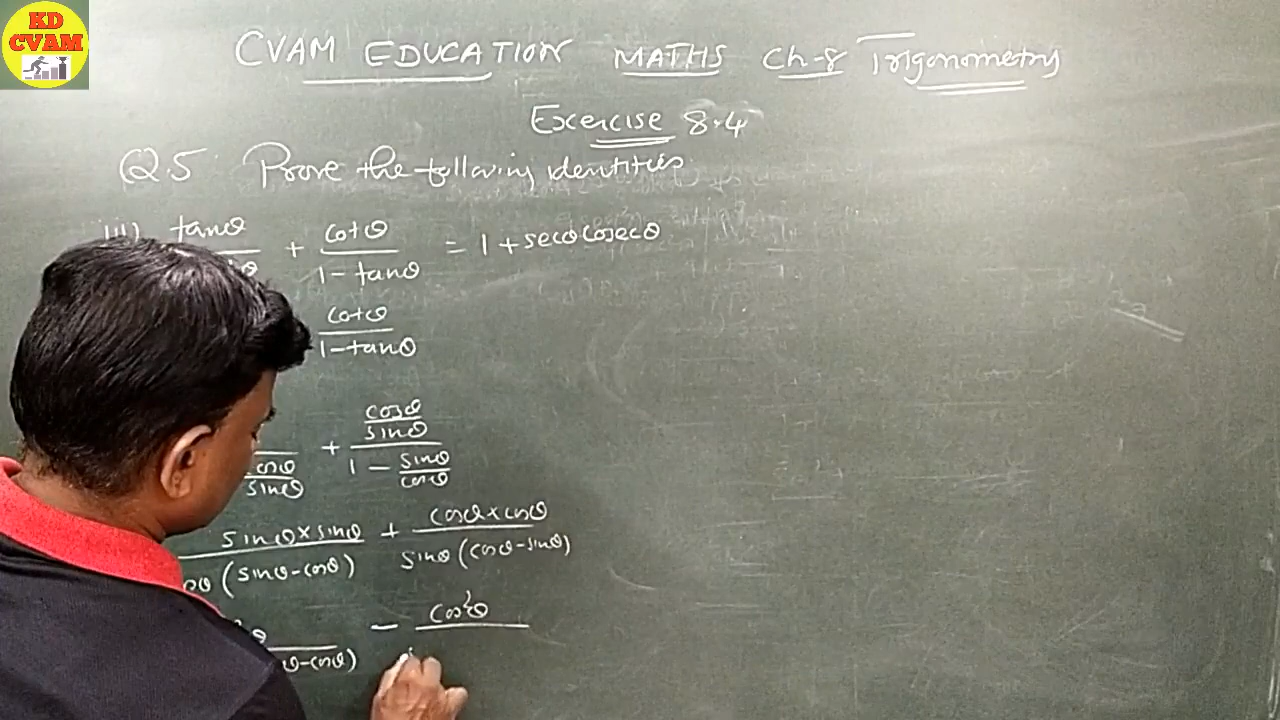 KD
CVAM
CVAM EDUCATION MATHS Ch-8 Trigonometry
Exercise 8.4
Q.5 Prove the following identities
iii) tanθ + cotθ/1-tanθ = 1 + secθ cosecθ
cotθ/1-tanθ
cosθ/sinθ + cosθ/sinθ / 1 - sinθ/cosθ
sinθ×sinθ/(sinθ-cosθ) + cosθ×cosθ/sinθ(cosθ-sinθ)
θ-cosθ) - cos²θ